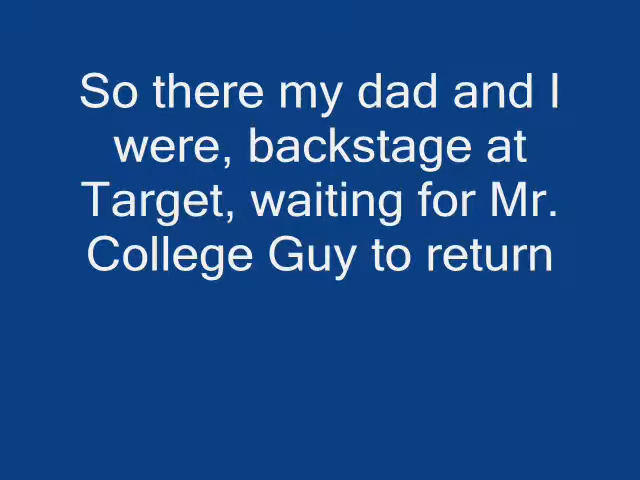 So there my dad and I
were, backstage at
Target, waiting for Mr.
College Guy to return